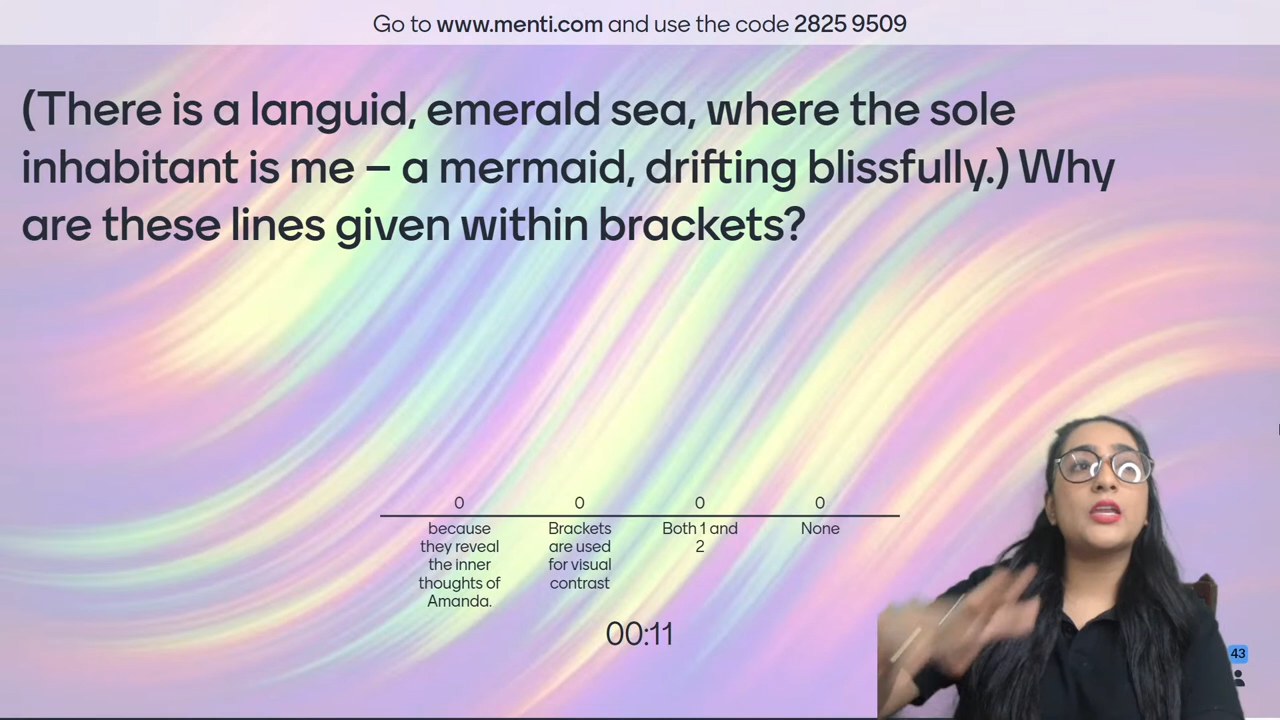 Go to www.menti.com and use the code 2825 9509
(There is a languid, emerald sea, where the sole
inhabitant is me – a mermaid, drifting blissfully.) Why
are these lines given within brackets?
0
because
they reveal
the inner
thoughts of
Amanda.
0
Brackets
are used
for visual
contrast
0
Both 1 and
2
0
None
00:11
43